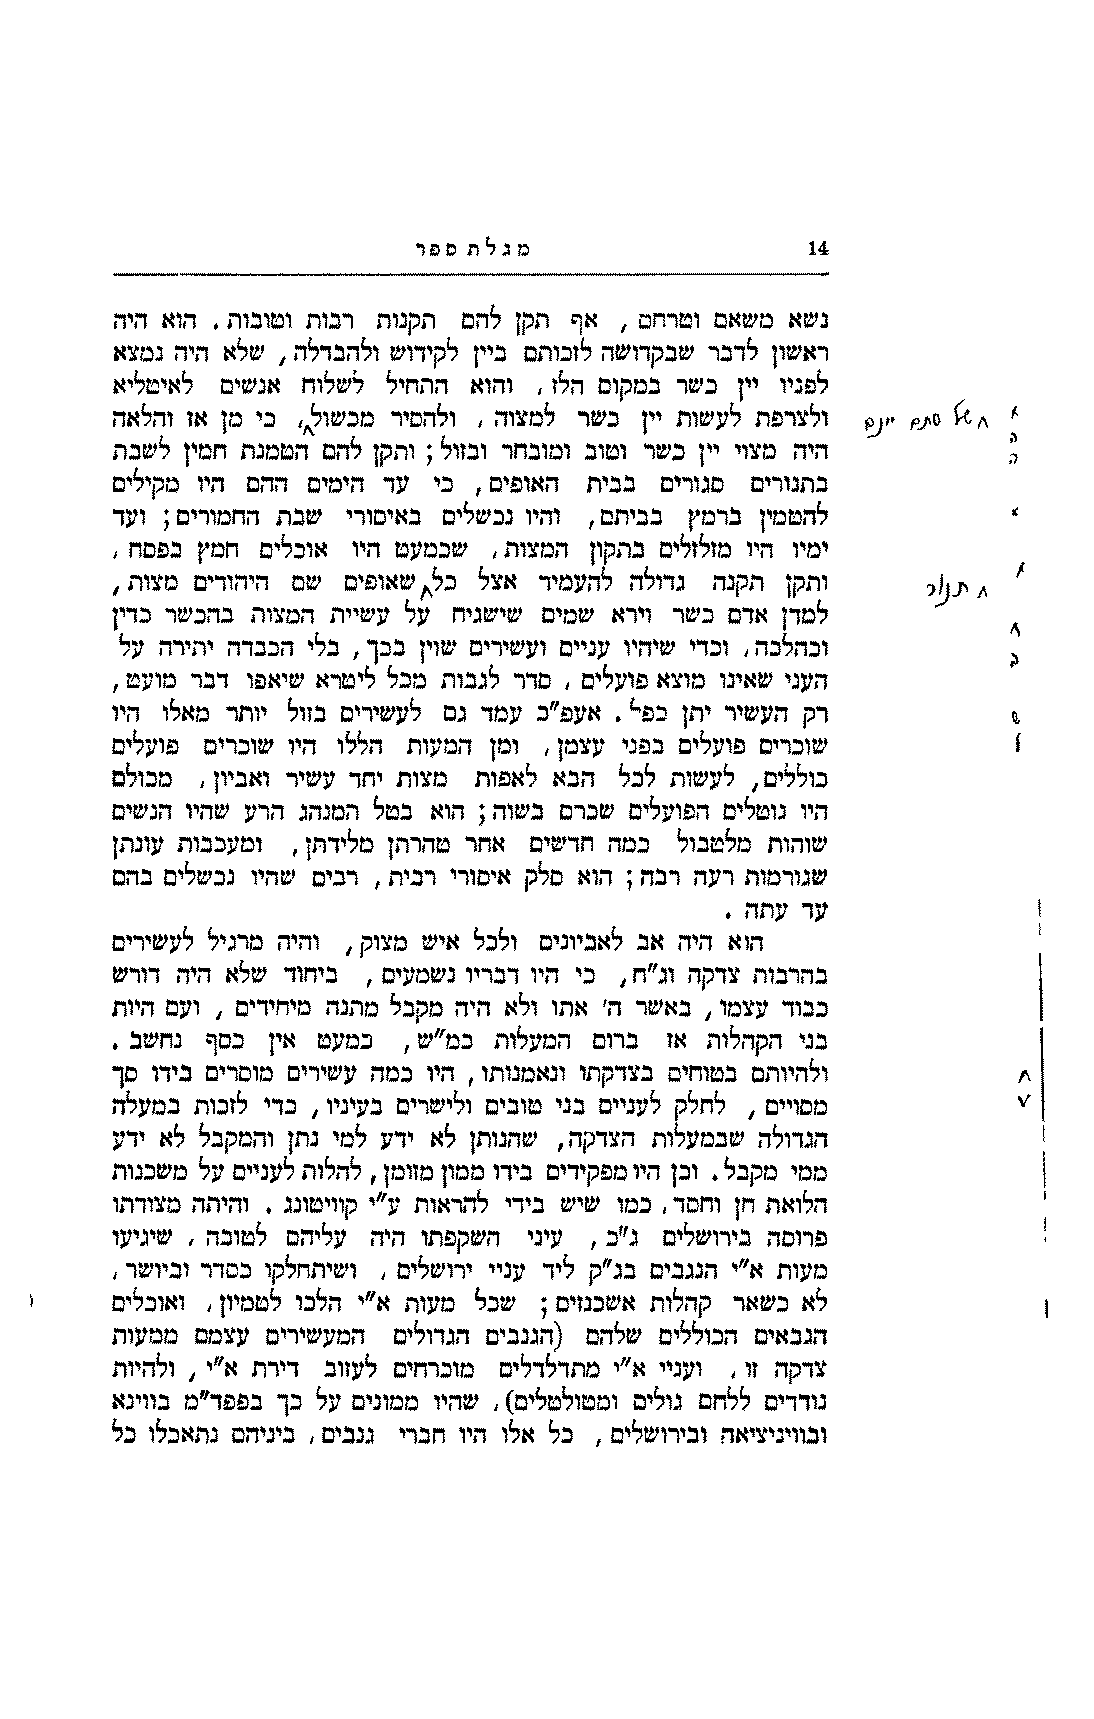 14 מגלת ספר
נשא משאם וטרחם, אף תקן להם תקנות רבות וטובות. הוא היה
ראשון לדבר שבקדושה לזכותם ביין לקידוש ולהבדלה, שלא היה נמצא
לפניו יין כשר במקום הלז, והוא התחיל לשלוח אנשים לאיטליא
ולצרפת לעשות יין כשר למצוה, ולהסיר מכשול, כי מן אז והלאה
של סתם יינם
היה מצוי יין כשר וטוב ומובחר ובזול; ותקן להם הטמנת חמין לשבת
בתנורים סגורים בבית האופים, כי עד הימים ההם היו מקילים
להטמין ברמץ בביתם, והיו נכשלים באיסורי שבת החמורים; ועד
ימיו היו מזלזלים בתקון המצות, שכמעט היו אוכלים חמץ בפסח,
ותקן תקנה גדולה להעמיד אצל כל שאופים שם היהודים מצות,
תנור
למדן אדם כשר וירא שמים שישגיח על עשיית המצות בהכשר כדין
וכהלכה, וכדי שיהיו עניים ועשירים שוין בכך, בלי הכבדה יתירה על
העני שאינו מוצא פועלים, סדר לגבות מכל ליטרא שיאפו דבר מועט,
רק העשיר יתן כפל. אעפ"כ עמד גם לעשירים בזול יותר מאלו היו
שוכרים פועלים בפני עצמן, ומן המעות הללו היו שוכרים פועלים
כוללים, לעשות לכל הבא לאפות מצות יחד עשיר ואביון, מכולם
היו נוטלים הפועלים שכרם בשוה; הוא בטל המנהג הרע שהיו הנשים
שוהות מלטבול כמה חדשים אחר טהרתן מלידתן, ומעכבות עונתן
שגורמות רעה רבה; הוא סלק איסורי רבית, רבים שהיו נכשלים בהם
עד עתה.
הוא היה אב לאביונים ולכל איש מצוק, והיה מרגיל לעשירים
בהרבות צדקה וג"ח, כי היו דבריו נשמעים, ביחוד שלא היה דורש
כבוד עצמו, באשר ה' אתו ולא היה מקבל מתנה מיחידים, ועם היות
בני הקהלות אז ברום המעלות כמ"ש, כמעט אין כסף נחשב.
ולהיותם בטוחים בצדקתו ונאמנותו, היו כמה עשירים מוסרים בידו סך
מסויים, לחלק לעניים בני טובים ולישרים בעיניו, כדי לזכות במעלה
הגדולה שבמעלות הצדקה, שהנותן לא ידע למי נתן והמקבל לא ידע
ממי מקבל. וכן היו מפקידים בידו ממון מזומן, להלות לעניים על משכנות
הלואת חן וחסד, כמו שיש בידי להראות ע"י קוויטונג. והיתה מצודתו
פרוסה בירושלים ג"כ, עיני השקפתו היה עליהם לטובה, שיגיעו
מעות א"י הנגבים בג"ק ליד עניי ירושלים, ושיתחלקו כסדר וביושר,
לא כשאר קהלות אשכנזים; שכל מעות א"י הלכו לטמיון, ואוכלים
הגבאים הכוללים שלהם (הגנבים הגדולים המעשירים עצמם ממעות
צדקה זו, ועניי א"י מתדלדלים מוכרחים לעזוב דירת א"י, ולהיות
נודדים ללחם גולים ומטולטלים), שהיו ממונים על כך בפפד"מ בווינא
ובוויניציאה ובירושלים, כל אלו היו חברי גנבים, ביניהם נתאכלו כל